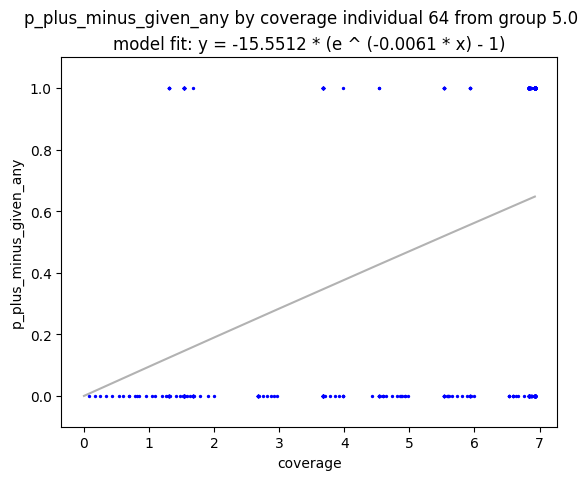 p_plus_minus_given_any by coverage individual 64 from group 5.0
model fit: y = -15.5512 * (e ^ (-0.0061 * x) - 1)
1.0
0.8
0.6
0.4
0.2
0.0
p_plus_minus_given_any
0 1 2 3 4 5 6 7
coverage